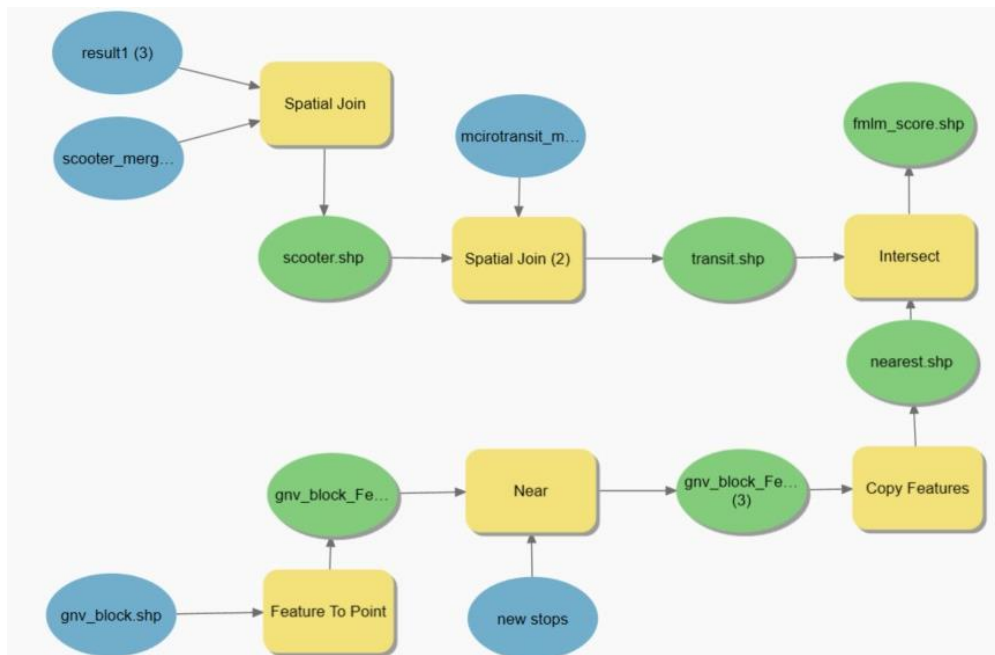 result1 (3)
Spatial Join
fmlm_score.shp
mcirotransit_m...
scooter_merg...
scooter.shp
Spatial Join (2)
transit.shp
Intersect
nearest.shp
gnv_block_Fe...
Near
gnv_block_Fe...
(3)
Copy Features
gnv_block.shp
Feature To Point
new stops